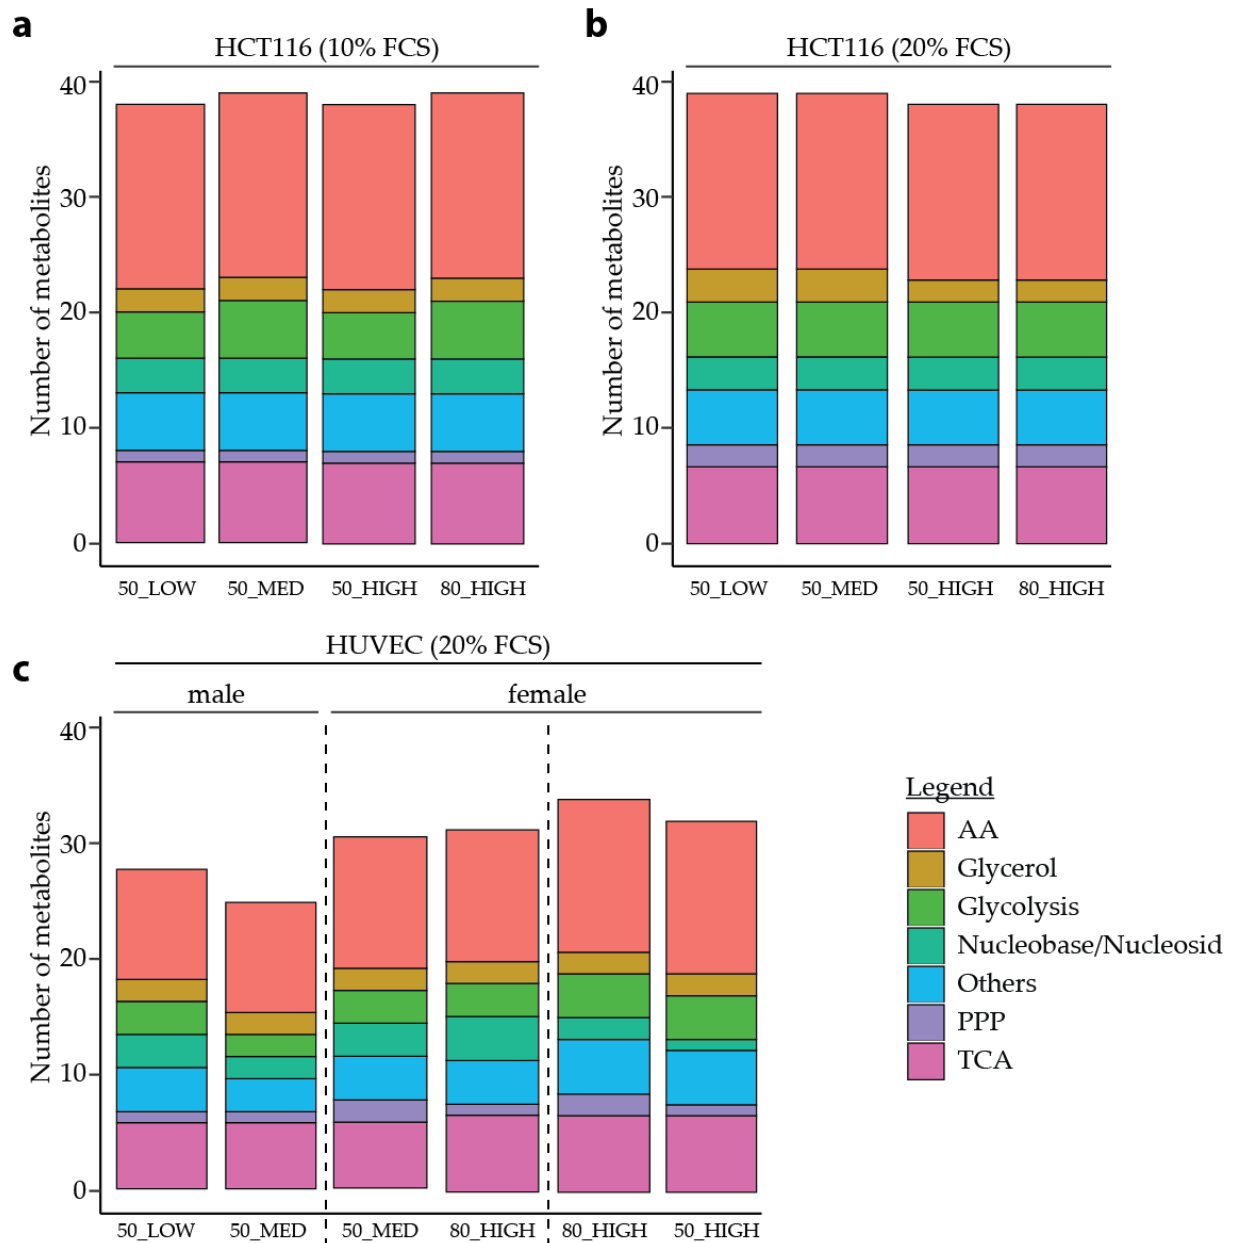 a
HCT116 (10% FCS)
Number of metabolites
40
30
20
10
0
50_LOW 50_MED 50_HIGH 80_HIGH
b
HCT116 (20% FCS)
Number of metabolites
40
30
20
10
0
50_LOW 50_MED 50_HIGH 80_HIGH
c
HUVEC (20% FCS)
male female
Number of metabolites
40
30
20
10
0
50_LOW 50_MED 50_MED 80_HIGH 80_HIGH 50_HIGH
Legend
AA
Glycerol
Glycolysis
Nucleobase/Nucleosid
Others
PPP
TCA